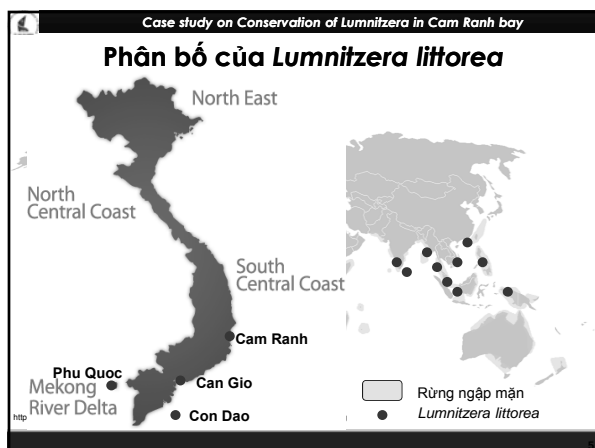 Case study on Conservation of Lumnitzera in Cam Ranh bay
Phân bố của Lumnitzera littorea
North East
North
Central Coast
South
Central Coast
Cam Ranh
Phu Quoc
Can Gio
Mekong
River Delta
Con Dao
http
Rừng ngập mặn
Lumnitzera littorea